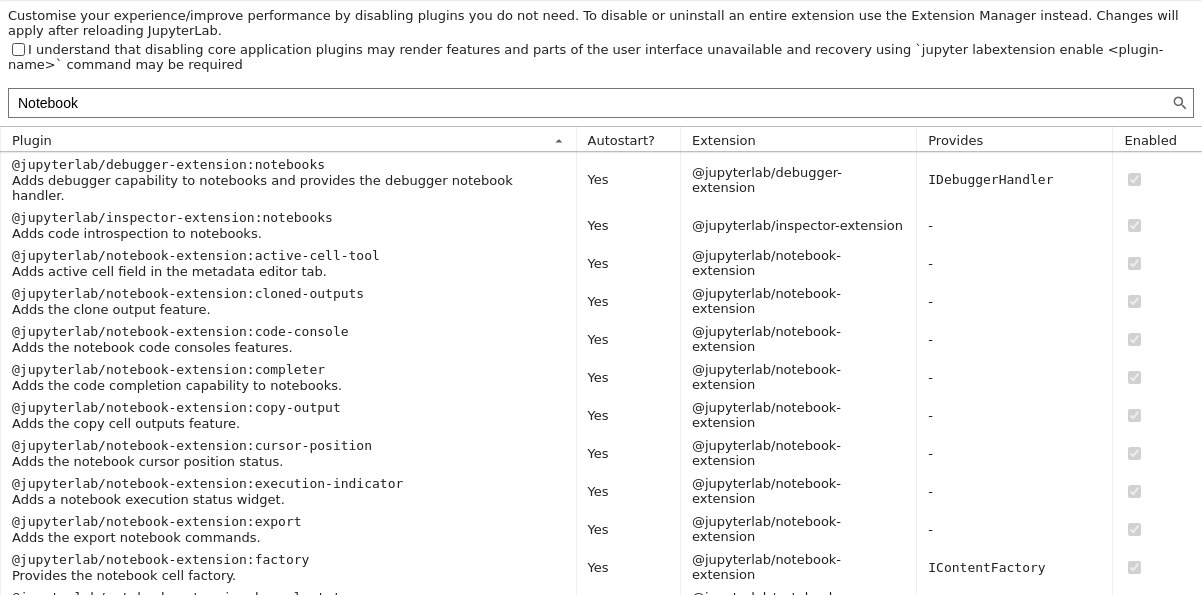 Customise your experience/improve performance by disabling plugins you do not need. To disable or uninstall an entire extension use the Extension Manager instead. Changes will
apply after reloading JupyterLab.
I understand that disabling core application plugins may render features and parts of the user interface unavailable and recovery using `jupyter labextension enable <plugin-
name>` command may be required
Notebook
Plugin Autostart? Extension Provides Enabled
@jupyterlab/debugger-extension:notebooks
Adds debugger capability to notebooks and provides the debugger notebook
handler.
Yes
@jupyterlab/debugger-
extension
IDebuggerHandler
@jupyterlab/inspector-extension:notebooks
Adds code introspection to notebooks.
Yes
@jupyterlab/inspector-extension
-
@jupyterlab/notebook-extension:active-cell-tool
Adds active cell field in the metadata editor tab.
Yes
@jupyterlab/notebook-
extension
-
@jupyterlab/notebook-extension:cloned-outputs
Adds the clone output feature.
Yes
@jupyterlab/notebook-
extension
-
@jupyterlab/notebook-extension:code-console
Adds the notebook code consoles features.
Yes
@jupyterlab/notebook-
extension
-
@jupyterlab/notebook-extension:completer
Adds the code completion capability to notebooks.
Yes
@jupyterlab/notebook-
extension
-
@jupyterlab/notebook-extension:copy-output
Adds the copy cell outputs feature.
Yes
@jupyterlab/notebook-
extension
-
@jupyterlab/notebook-extension:cursor-position
Adds the notebook cursor position status.
Yes
@jupyterlab/notebook-
extension
-
@jupyterlab/notebook-extension:execution-indicator
Adds a notebook execution status widget.
Yes
@jupyterlab/notebook-
extension
-
@jupyterlab/notebook-extension:export
Adds the export notebook commands.
Yes
@jupyterlab/notebook-
extension
-
@jupyterlab/notebook-extension:factory
Provides the notebook cell factory.
Yes
@jupyterlab/notebook-
extension
IContentFactory